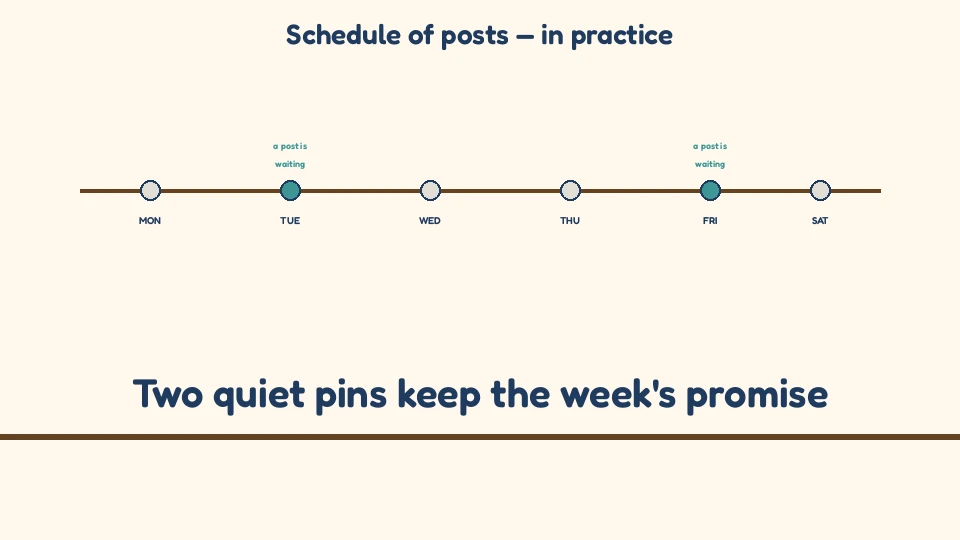 Schedule of posts — in practice
a post is
waiting
a post is
waiting
MON
TUE
WED
THU
FRI
SAT
Two quiet pins keep the week's promise